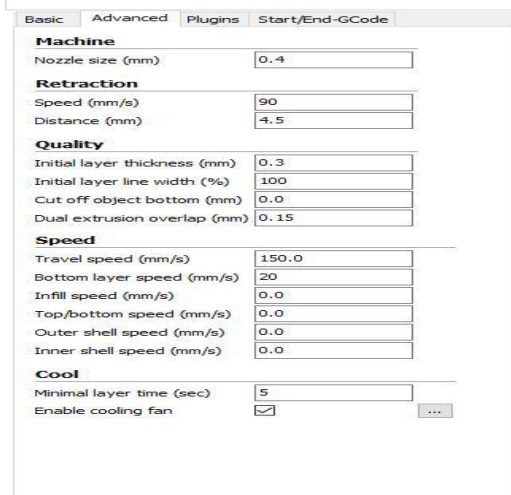 Basic Advanced Plugins Start/End-GCode
Machine
Nozzle size (mm) 0.4
Retraction
Speed (mm/s) 90
Distance (mm) 4.5
Quality
Initial layer thickness (mm) 0.3
Initial layer line width (%) 100
Cut off object bottom (mm) 0.0
Dual extrusion overlap (mm) 0.15
Speed
Travel speed (mm/s) 150.0
Bottom layer speed (mm/s) 20
Infill speed (mm/s) 0.0
Top/bottom speed (mm/s) 0.0
Outer shell speed (mm/s) 0.0
Inner shell speed (mm/s) 0.0
Cool
Minimal layer time (sec) 5
Enable cooling fan ...